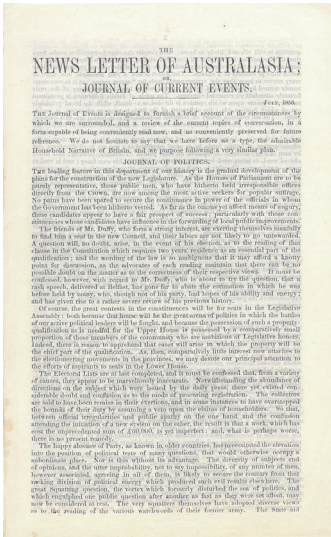 THE
NEWS LETTER OF AUSTRALASIA;
OR,
JOURNAL OF CURRENT EVENTS.
JULY, 1856.
THE Journal of Events is designed to furnish a brief account of the circumstances by
which we are surrounded, and a review of the current topics of conversation, in a
form capable of being conveniently read now, and as conveniently preserved for future
reference. We do not hesitate to say that we have before us a type, the admirable
Household Narrative of Britain, and we purpose following a very similar plan.
JOURNAL OF POLITICS.
THE leading feature in this department of our history is the gradual development of the
plans for the construction of the new Legislature. As the Houses of Parliament are to be
purely representative, those public men, who have hitherto held irresponsible offices
directly from the Crown, are now among the most active seekers for popular suffrage.
No pains have been spared to secure the continuance in power of the officials in whom
the Government has been hitherto vested. As far as the canvas yet affords means of inquiry,
these candidates appear to have a fair prospect of success; particularly with those con-
stituencies whose candidates have influence in the forwarding of local public improvements.
The friends of Mr. Duffy, who form a strong interest, are exerting themselves manfully
to find him a seat in the new Council, and their labors are not likely to go unrewarded.
A question will, no doubt, arise, in the event of his election, as to the reading of that
clause in the Constitution which requires two years' residence as an essential part of the
qualification; and the wording of the law is so ambiguous that it may afford a knotty
point for discussion, as the advocates of each reading maintain that there can be no
possible doubt on the matter as to the correctness of their respective views. It must be
confessed, however, with regard to Mr. Duffy, who is about to try the question, that a
rash speech, delivered at Belfast, has gone far to abate the estimation in which he was
before held by many, who, though not of his party, had hopes of his ability and energy;
and has given rise to a rather severe review of his previous history.
Of course, the great contests in the constituencies will be for seats in the Legislative
Assembly: both because that house will be the great arena of politics in which the battles
of our active political leaders will be fought, and because the possession of such a property-
qualification as is needful for the Upper House is possessed by a comparatively small
proportion of those members of the community who are ambitious of Legislative honors.
Indeed, there is reason to apprehend that cases will arise in which the property will be
the chief part of the qualification. As, then, comparatively little interest now attaches to
the electioneering movements in the provinces, we may devote our principal attention to
the efforts of aspirants to seats in the Lower House.
The Electoral Lists are at last completed, and it must be confessed that, from a variety
of causes, they appear to be marvellously inaccurate. Notwithstanding the abundance of
directions on the subject which were issued by the daily press, there yet existed con-
siderable doubt and confusion as to the mode of procuring registration. The collectors
are said to have been remiss in their exertions, and in some instances to have overstepped
the bounds of their duty by assuming a veto upon the claims of householders. So that,
between official irregularities and public apathy on the one hand, and the confusion
attending the initiation of a new system on the other, the result is that a work, which has
cost the unprecedented sum of £40,000, is yet imperfect: and, what is perhaps worse,
there is no present remedy.
The happy absence of Party, as known in older countries, has necessitated the elevation
into the position of political tests of many questions, that would otherwise occupy a
subordinate place. Nor is this without its advantage. The diversity of subjects and
of opinions, and the utter improbability, not to say impossibility, of any number of men,
however associated, agreeing in all of them, is likely to secure the country from that
ranking division of political energy which produced such evil results elsewhere. The
great Squatting question, the vortex which formerly disturbed the sea of politics, and
which engulphed one public question after another as fast as they were set afloat, may
now be considered at rest. The very squatters themselves have adopted diverse views
as to the reading of the various watchwords of their former creed. The State aid